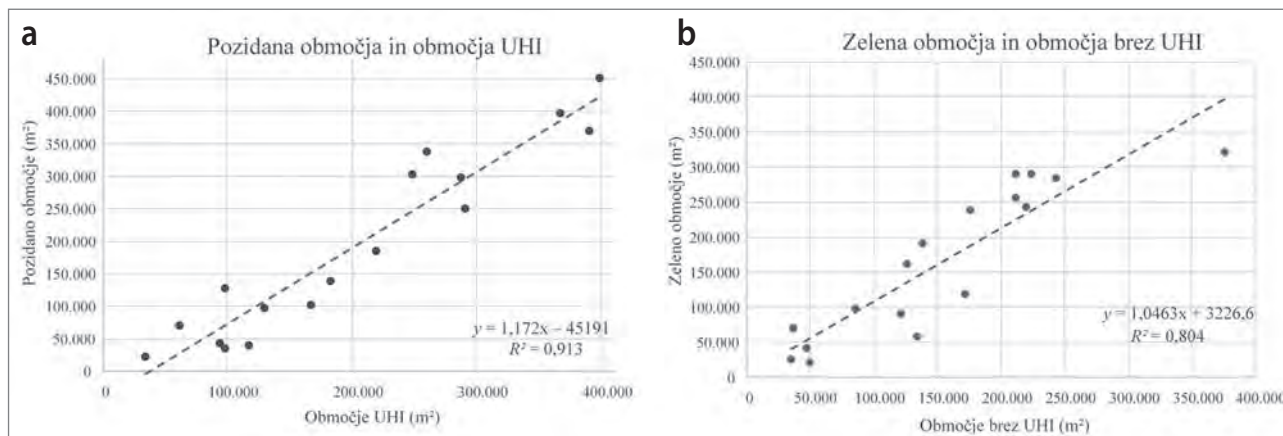 a
Pozidana območja in območja UHI
Pozidano območje (m²)
450.000
400.000
350.000
300.000
250.000
200.000
150.000
100.000
50.000
0
y = 1,172x – 45191
R² = 0,913
0
100.000
200.000
300.000
400.000
Območje UHI (m²)
b
Zelena območja in območja brez UHI
Zeleno območje (m²)
450.000
400.000
350.000
300.000
250.000
200.000
150.000
100.000
50.000
0
y = 1,0463x + 3226,6
R² = 0,804
0
50.000
100.000
150.000
200.000
250.000
300.000
350.000
400.000
Območje brez UHI (m²)